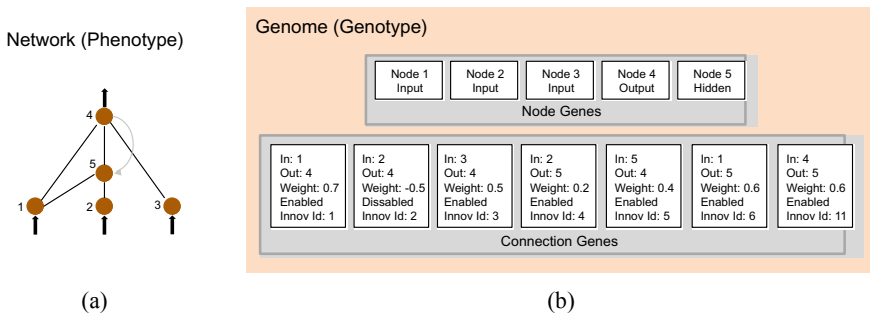 Network (Phenotype)
4
5
1
2
3
(a)
Genome (Genotype)
Node 1
Input
Node 2
Input
Node 3
Input
Node 4
Output
Node 5
Hidden
Node Genes
In: 1
Out: 4
Weight: 0.7
Enabled
Innov Id: 1
In: 2
Out: 4
Weight: -0.5
Dissabled
Innov Id: 2
In: 3
Out: 4
Weight: 0.5
Enabled
Innov Id: 3
In: 2
Out: 5
Weight: 0.2
Enabled
Innov Id: 4
In: 5
Out: 4
Weight: 0.4
Enabled
Innov Id: 5
In: 1
Out: 5
Weight: 0.6
Enabled
Innov Id: 6
In: 4
Out: 5
Weight: 0.6
Enabled
Innov Id: 11
Connection Genes
(b)